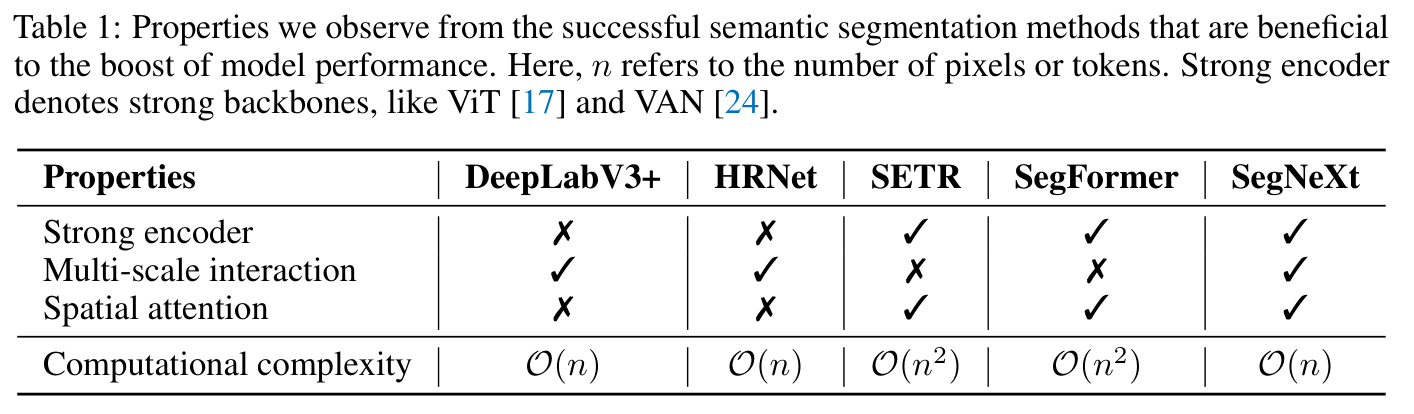 Table 1: Properties we observe from the successful semantic segmentation methods that are beneficial
to the boost of model performance. Here, n refers to the number of pixels or tokens. Strong encoder
denotes strong backbones, like ViT [17] and VAN [24].
Properties DeepLabV3+ HRNet SETR SegFormer SegNeXt
Strong encoder ✗ ✗ ✓ ✓ ✓
Multi-scale interaction ✓ ✓ ✗ ✗ ✓
Spatial attention ✗ ✗ ✓ ✓ ✓
Computational complexity O(n) O(n) O(n²) O(n²) O(n)